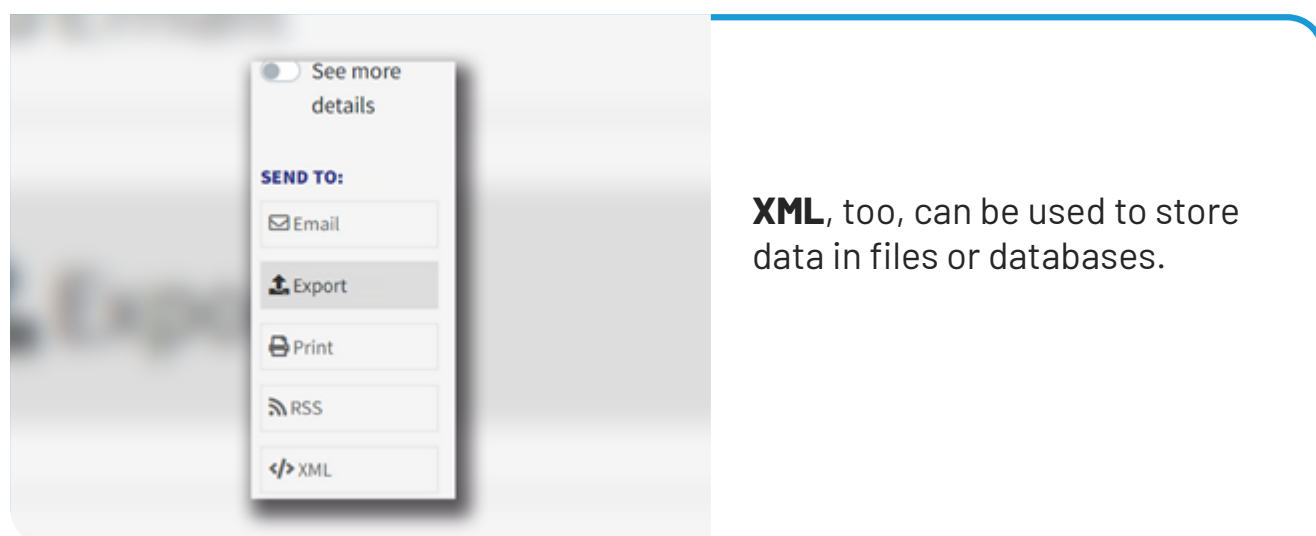 See more
details
SEND TO:
Email
Export
Print
RSS
XML
XML, too, can be used to store
data in files or databases.